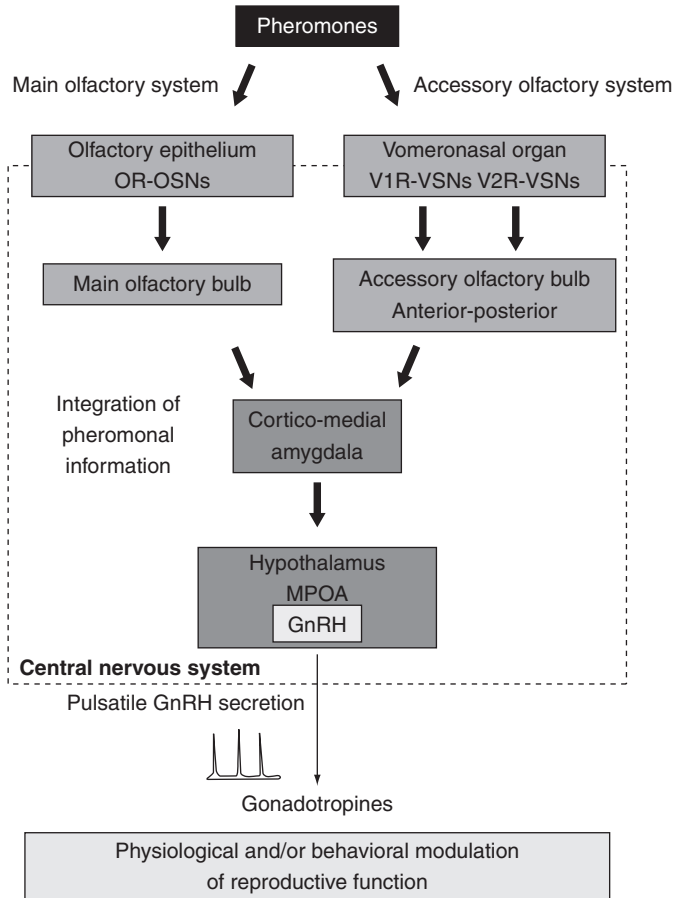 Pheromones
Main olfactory system
Accessory olfactory system
Olfactory epithelium
OR-OSNs
Vomeronasal organ
V1R-VSNs V2R-VSNs
Main olfactory bulb
Accessory olfactory bulb
Anterior-posterior
Integration of
pheromonal
information
Cortico-medial
amygdala
Hypothalamus
MPOA
GnRH
Central nervous system
Pulsatile GnRH secretion
Gonadotropines
Physiological and/or behavioral modulation
of reproductive function